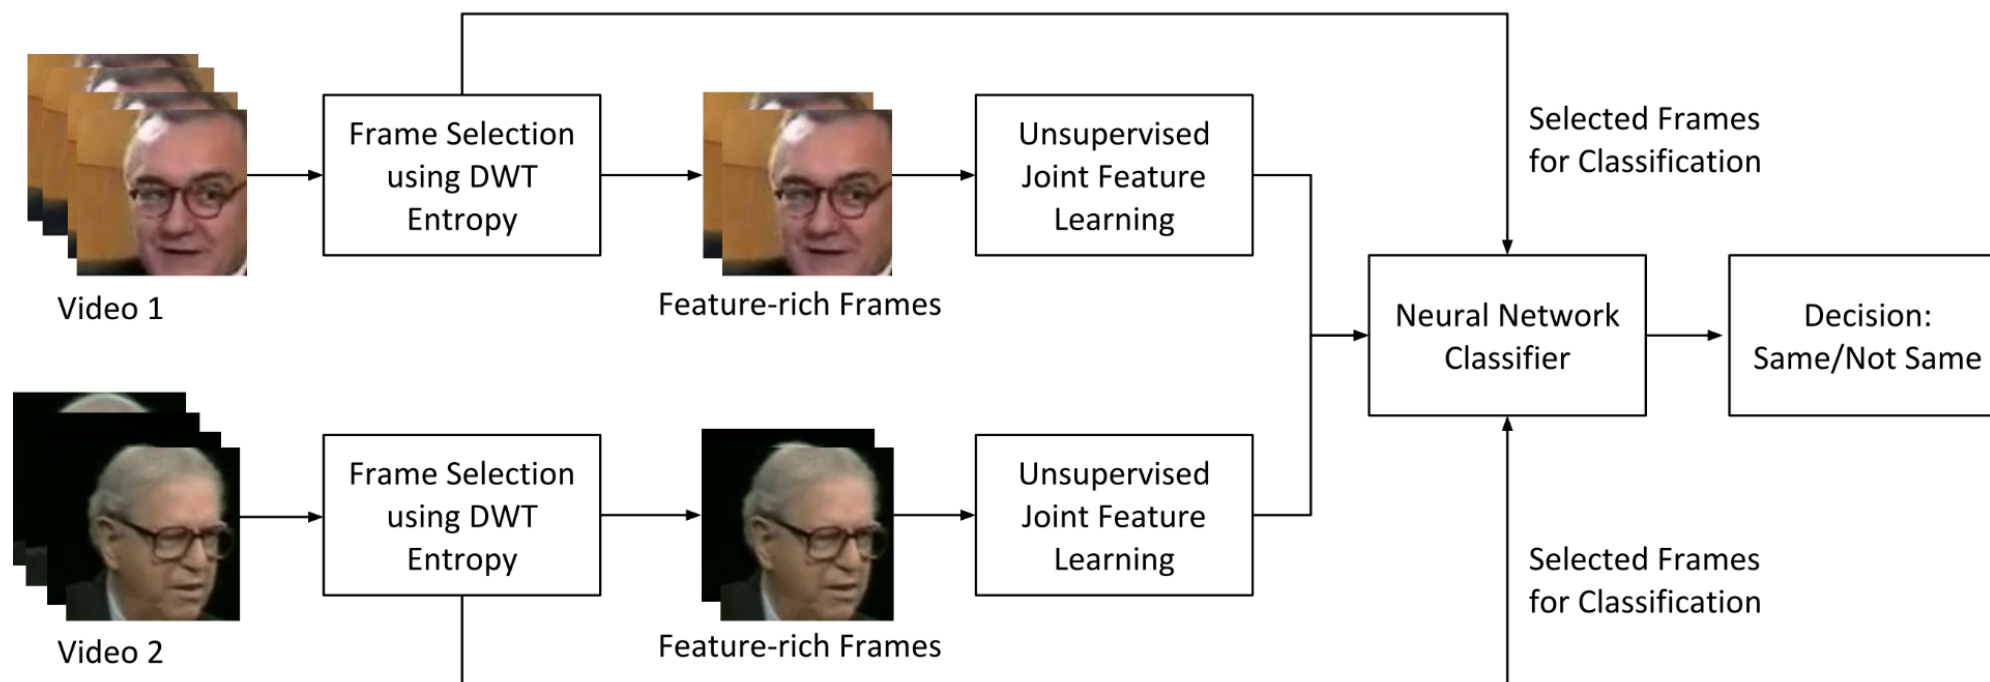 Frame Selection
using DWT
Entropy
Unsupervised
Joint Feature
Learning
Selected Frames
for Classification
Video 1
Feature-rich Frames
Neural Network
Classifier
Decision:
Same/Not Same
Frame Selection
using DWT
Entropy
Unsupervised
Joint Feature
Learning
Selected Frames
for Classification
Video 2
Feature-rich Frames